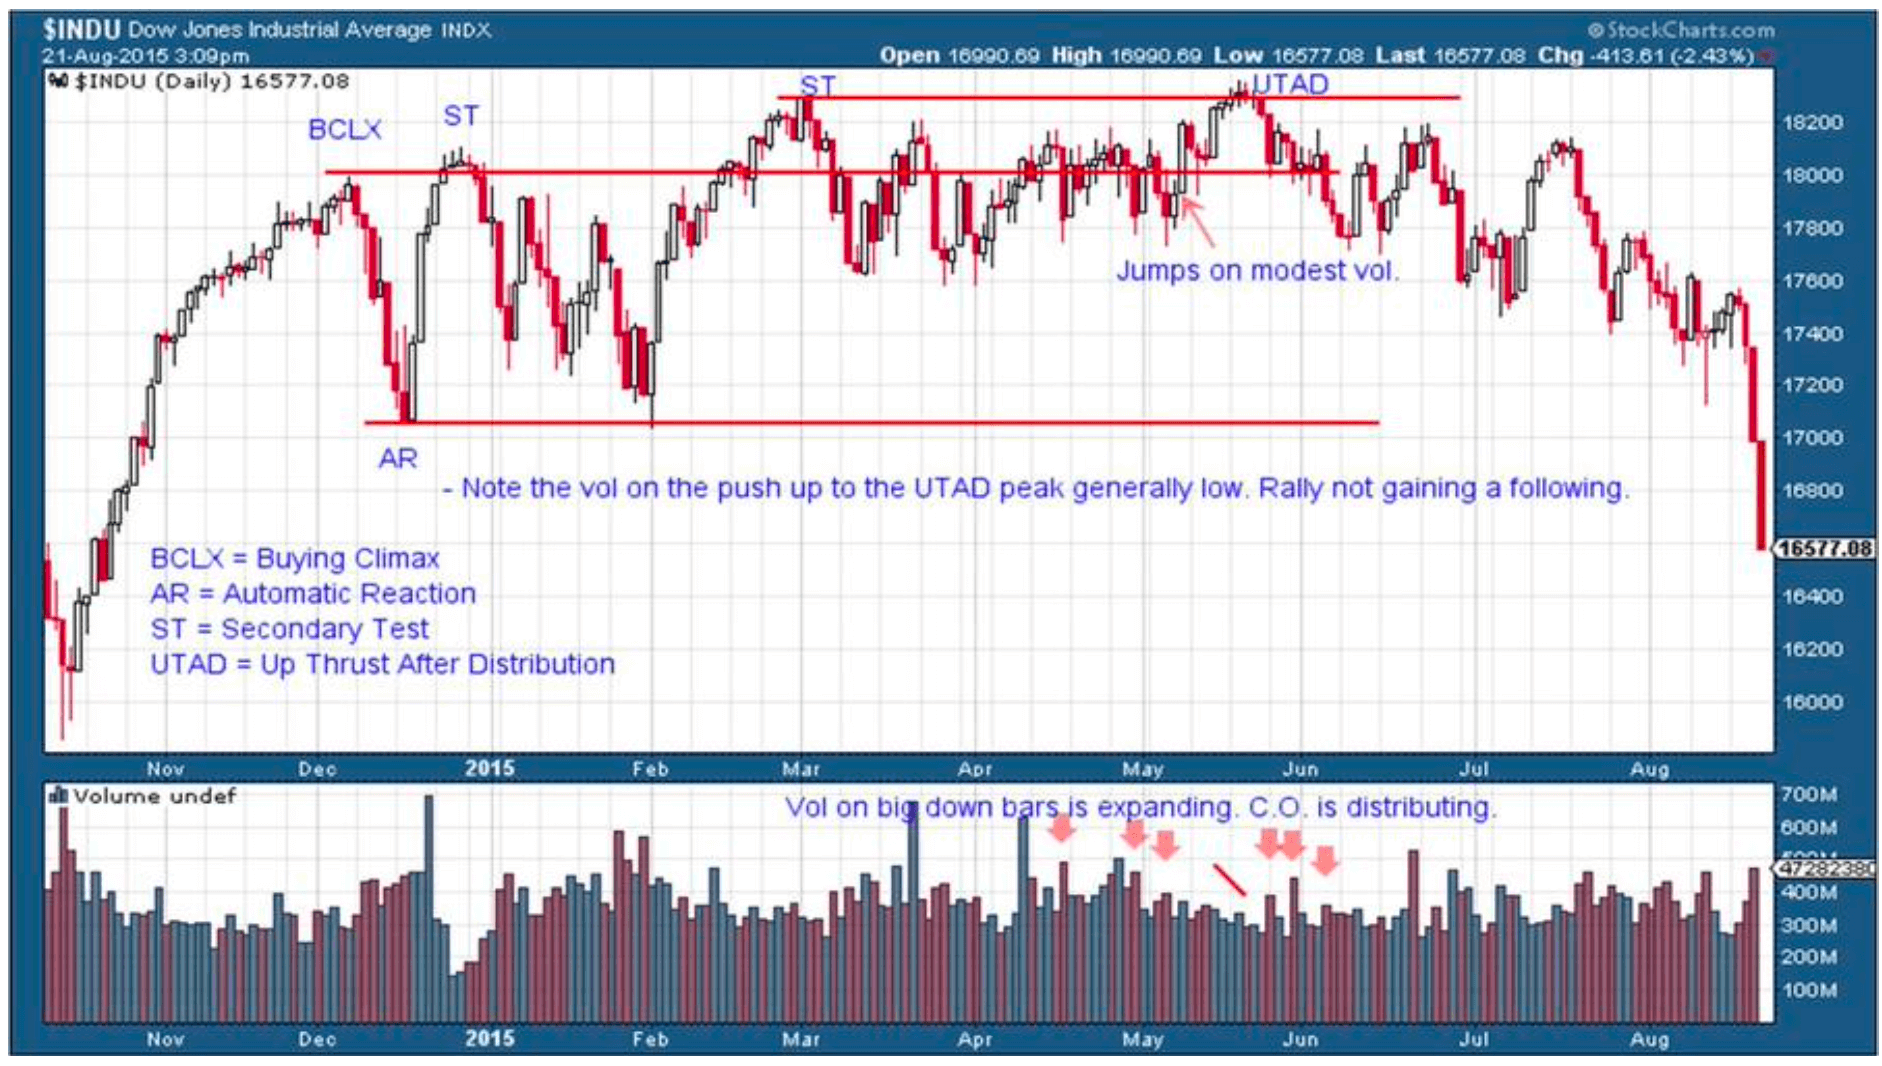 $INDU Dow Jones Industrial Average INDX
© StockCharts.com
21-Aug-2015 3:09pm
Open 16990.69 High 16990.69 Low 16577.08 Last 16577.08 Chg -413.61 (-2.43%)
$INDU (Daily) 16577.08
UTAD
ST
ST
BCLX
18200
18000
17800
Jumps on modest vol.
17600
17400
17200
17000
AR
- Note the vol on the push up to the UTAD peak generally low. Rally not gaining a following.
16800
16577.08
BCLX = Buying Climax
AR = Automatic Reaction
16400
ST = Secondary Test
16200
UTAD = Up Thrust After Distribution
16000
Nov Dec 2015 Feb Mar Apr May Jun Jul Aug
Volume undef
700M
Vol on big down bars is expanding. C.O. is distributing.
600M
47282380
400M
300M
200M
100M
Nov Dec 2015 Feb Mar Apr May Jun Jul Aug